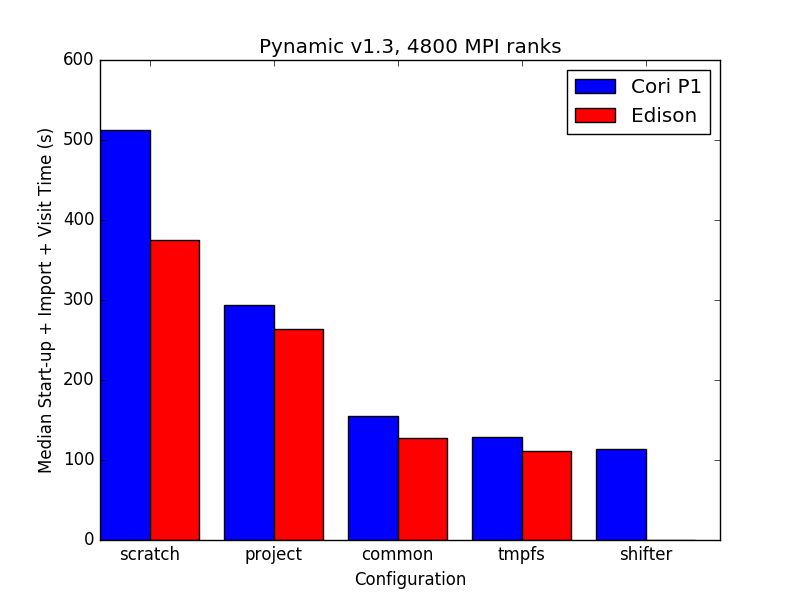 Pynamic v1.3, 4800 MPI ranks
Cori P1
Edison
Median Start-up + Import + Visit Time (s)
600
500
400
300
200
100
0
scratch project common tmpfs shifter
Configuration